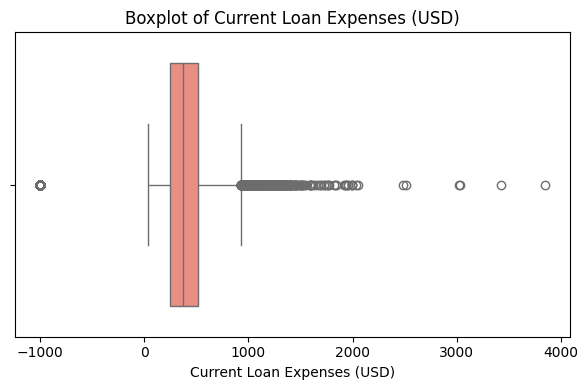 Boxplot of Current Loan Expenses (USD)
−1000 0 1000 2000 3000 4000
Current Loan Expenses (USD)